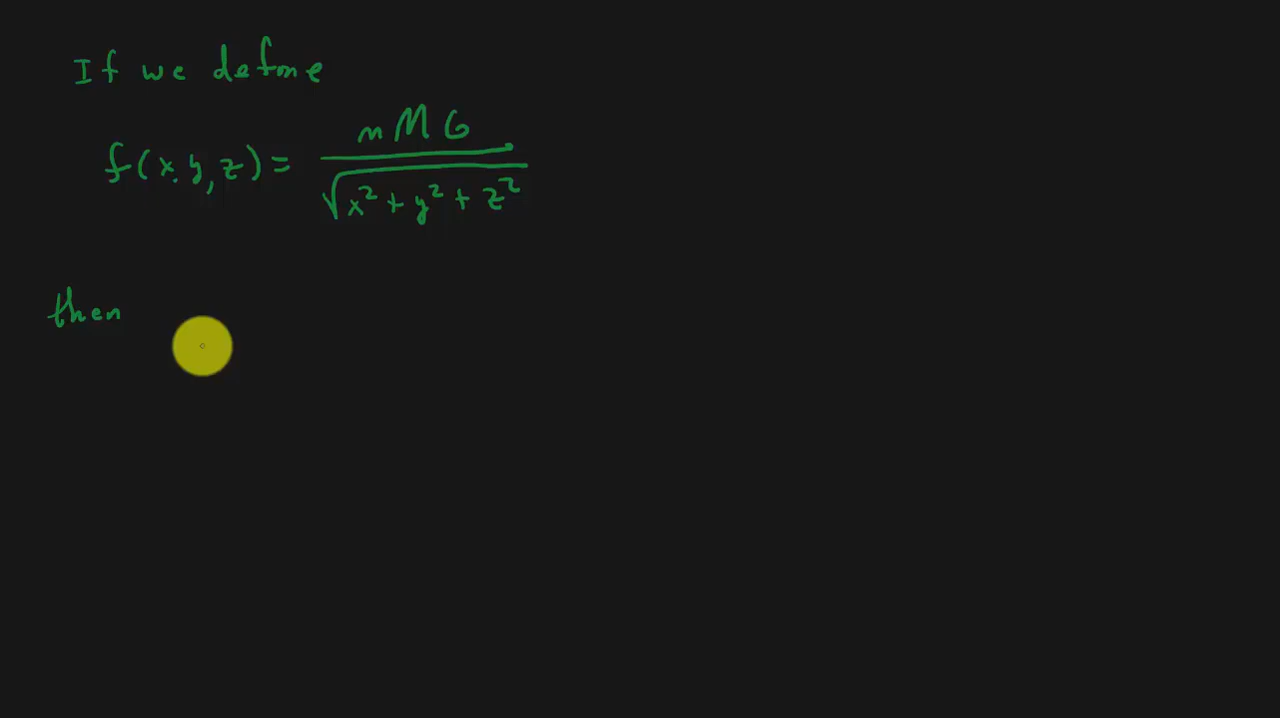 If we define
f(x,y,z) = mMG / √(x² + y² + z²)
then